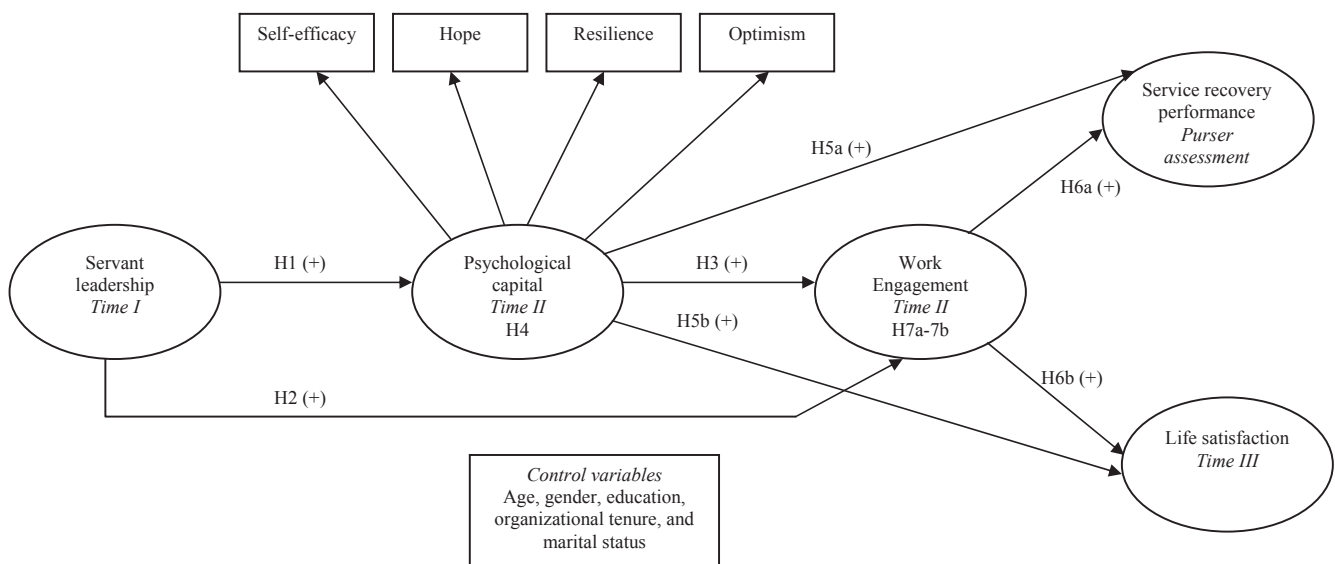 Self-efficacy
Hope
Resilience
Optimism
Service recovery
performance
Purser
assessment
H5a (+)
H6a (+)
Servant
leadership
Time I
H1 (+)
Psychological
capital
Time II
H4
H3 (+)
Work
Engagement
Time II
H7a-7b
H5b (+)
H2 (+)
H6b (+)
Life satisfaction
Time III
Control variables
Age, gender, education,
organizational tenure, and
marital status